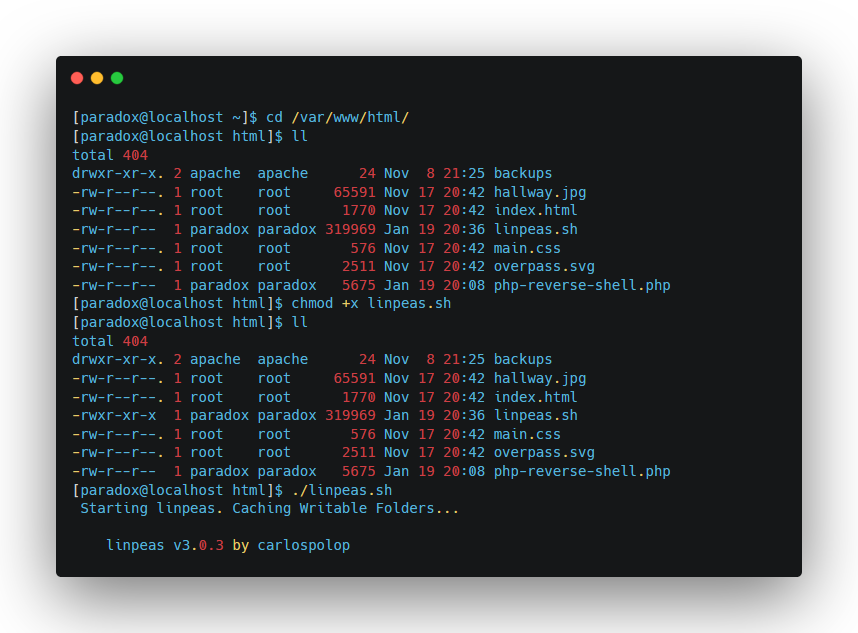 [paradox@localhost ~]$ cd /var/www/html/
[paradox@localhost html]$ ll
total 404
drwxr-xr-x. 2 apache  apache      24 Nov  8 21:25 backups
-rw-r--r--. 1 root    root     65591 Nov 17 20:42 hallway.jpg
-rw-r--r--. 1 root    root      1770 Nov 17 20:42 index.html
-rw-r--r--  1 paradox paradox 319969 Jan 19 20:36 linpeas.sh
-rw-r--r--. 1 root    root       576 Nov 17 20:42 main.css
-rw-r--r--. 1 root    root      2511 Nov 17 20:42 overpass.svg
-rw-r--r--  1 paradox paradox   5675 Jan 19 20:08 php-reverse-shell.php
[paradox@localhost html]$ chmod +x linpeas.sh
[paradox@localhost html]$ ll
total 404
drwxr-xr-x. 2 apache  apache      24 Nov  8 21:25 backups
-rw-r--r--. 1 root    root     65591 Nov 17 20:42 hallway.jpg
-rw-r--r--. 1 root    root      1770 Nov 17 20:42 index.html
-rwxr-xr-x  1 paradox paradox 319969 Jan 19 20:36 linpeas.sh
-rw-r--r--. 1 root    root       576 Nov 17 20:42 main.css
-rw-r--r--. 1 root    root      2511 Nov 17 20:42 overpass.svg
-rw-r--r--  1 paradox paradox   5675 Jan 19 20:08 php-reverse-shell.php
[paradox@localhost html]$ ./linpeas.sh
 Starting linpeas. Caching Writable Folders...
    linpeas v3.0.3 by carlospolop